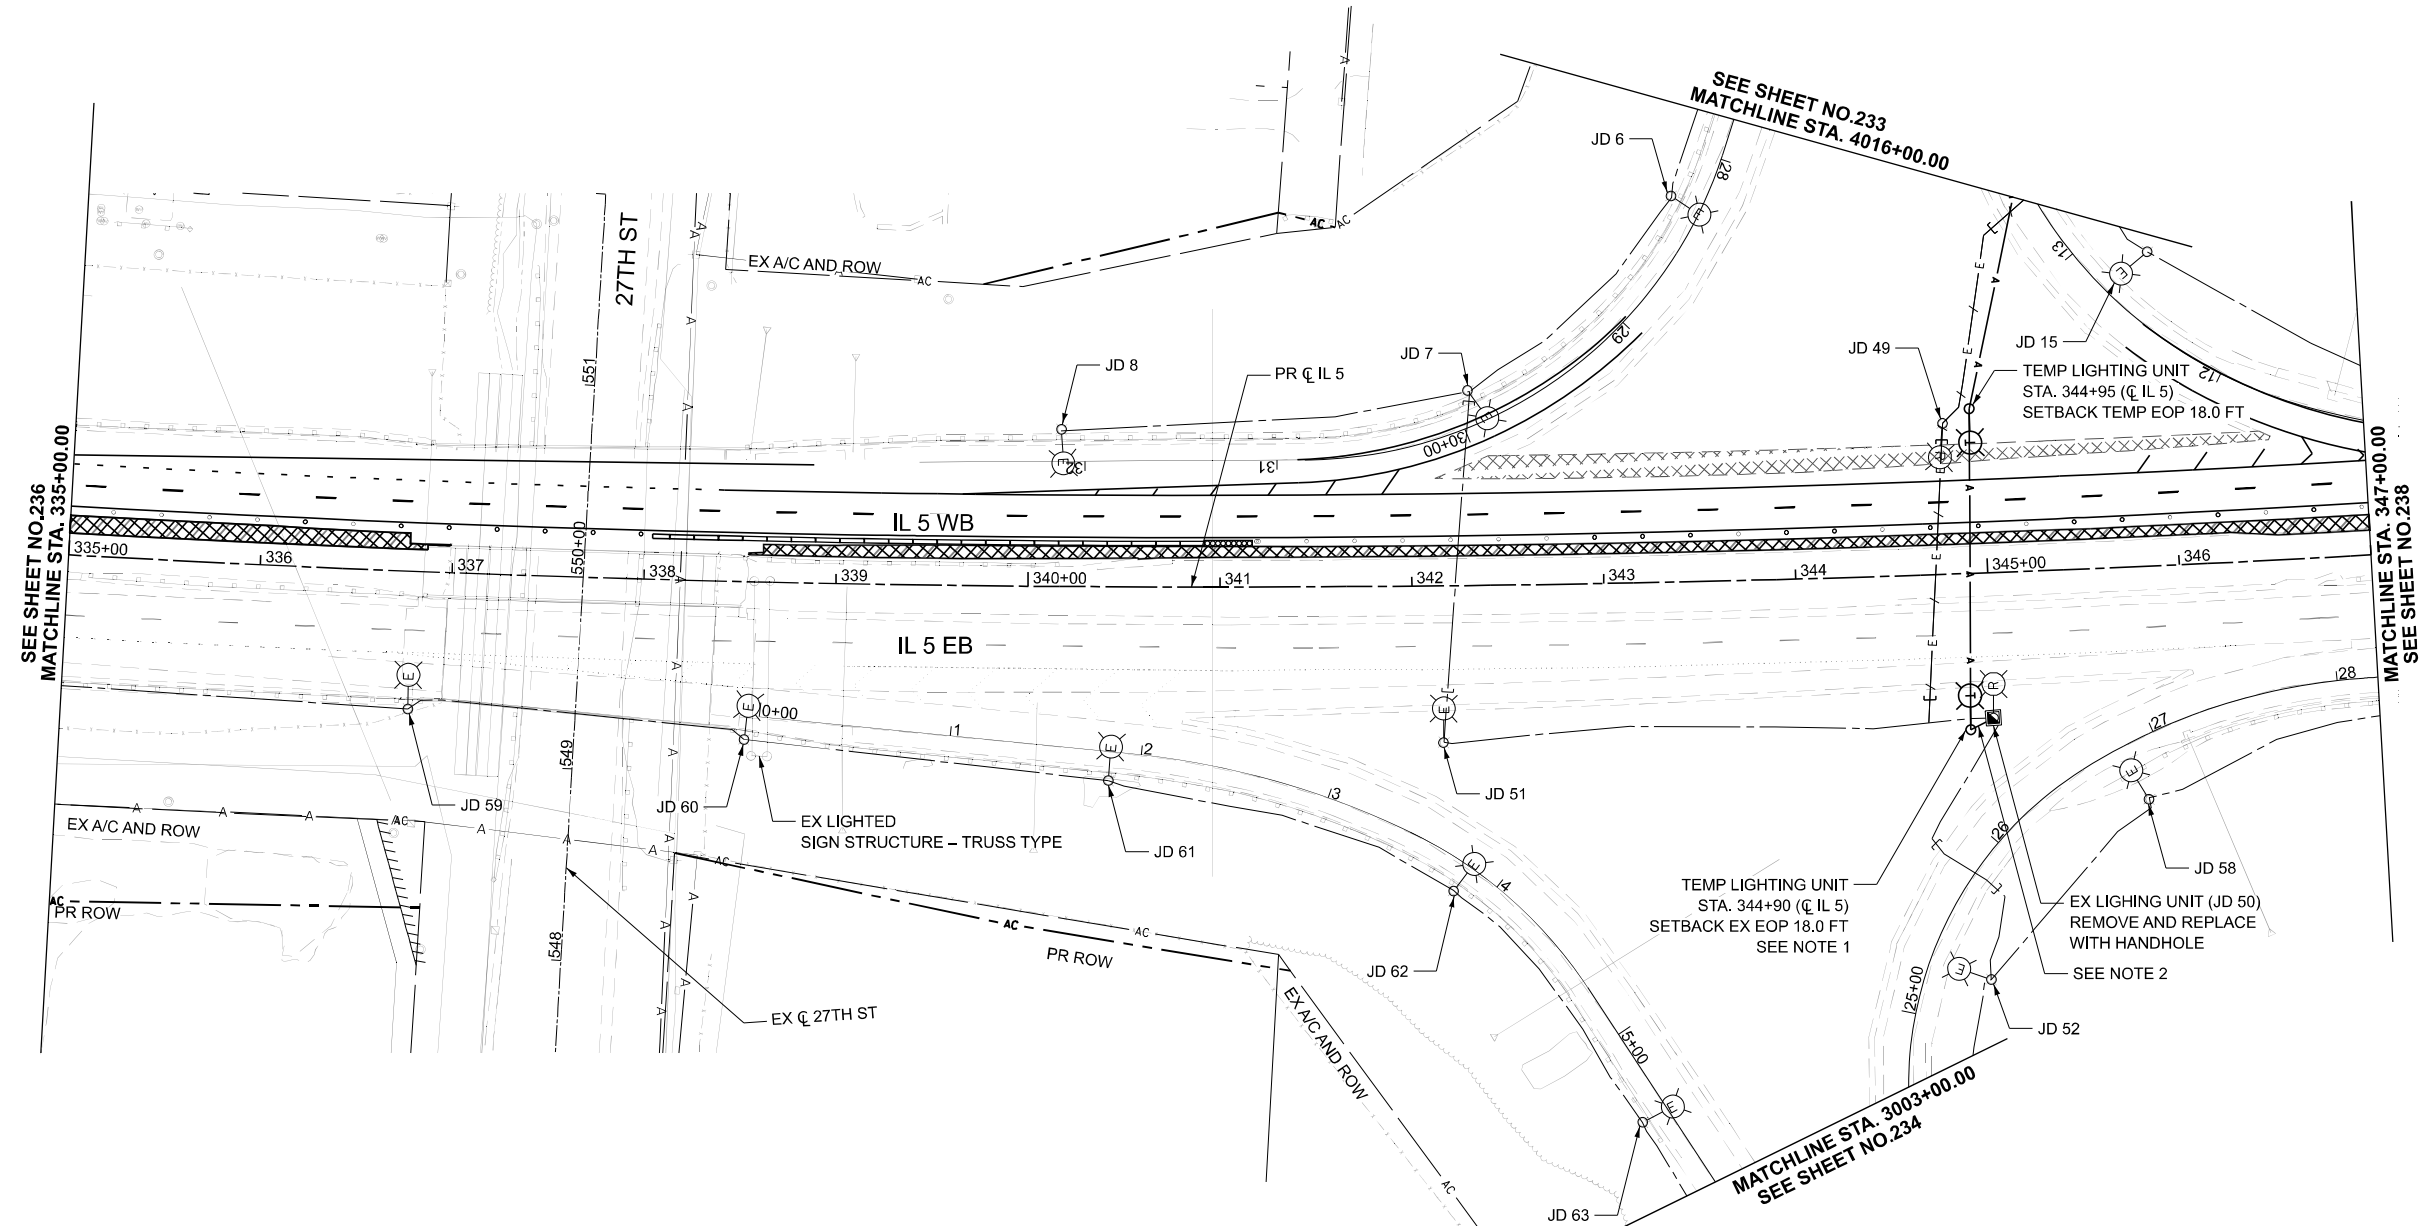 SEE SHEET NO.233
MATCHLINE STA. 4016+00.00
JD 6
28
27TH ST
EX A/C AND ROW
AC
AC
AC
A
A
A
13
E
E
JD 15
551
JD 8
JD 7
29
JD 49
PR ℄ IL 5
TEMP LIGHTING UNIT
STA. 344+95 (℄ IL 5)
SETBACK TEMP EOP 18.0 FT
12
30+00
31
32
E
E
T
SEE SHEET NO.236
MATCHLINE STA. 335+00.00
MATCHLINE STA. 347+00.00
SEE SHEET NO.238
IL 5 WB
335+00
336
337
550+00
338
339
340+00
341
342
343
344
345+00
346
IL 5 EB
E
E
0+00
1
E
2
E
T
R
28
27
26
25+00
549
548
3
4
5+00
JD 59
JD 60
EX LIGHTED
SIGN STRUCTURE – TRUSS TYPE
JD 61
JD 51
E
JD 58
EX A/C AND ROW
AC
PR ROW
AC
AC
AC
AC
PR ROW
TEMP LIGHTING UNIT
STA. 344+90 (℄ IL 5)
SETBACK EX EOP 18.0 FT
SEE NOTE 1
EX LIGHING UNIT (JD 50)
REMOVE AND REPLACE
WITH HANDHOLE
SEE NOTE 2
E
JD 62
E
JD 52
EX ℄ 27TH ST
EX A/C AND ROW
AC
E
JD 63
MATCHLINE STA. 3003+00.00
SEE SHEET NO.234